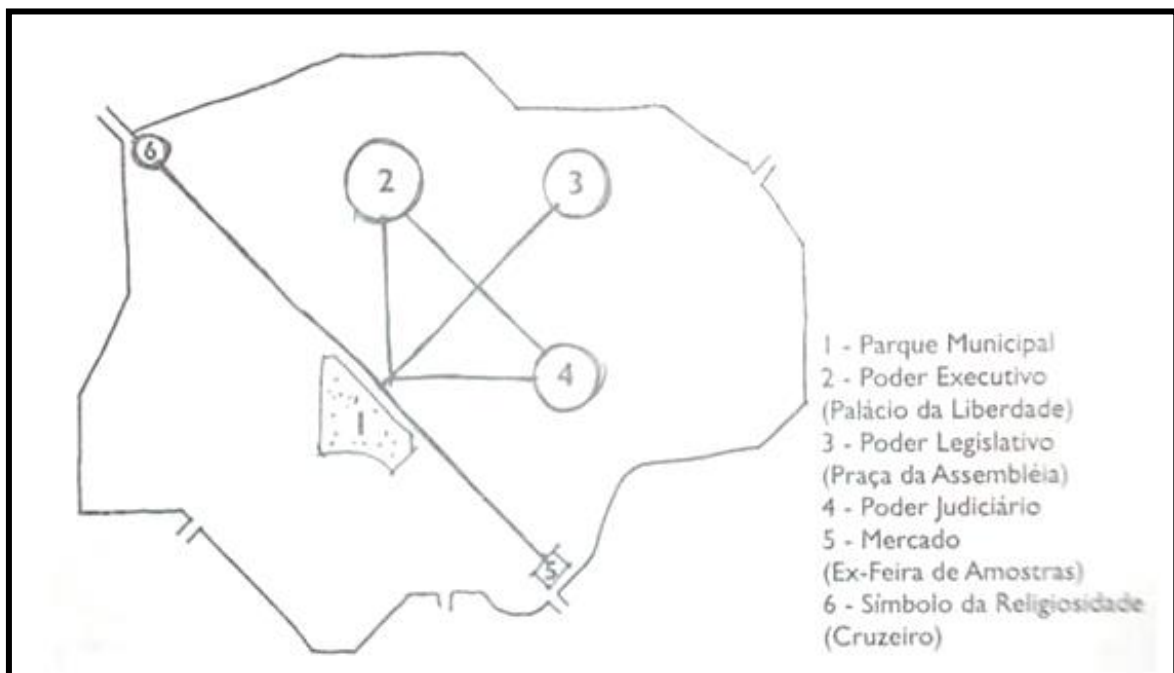 6
2
3
4
1
5
1 - Parque Municipal
2 - Poder Executivo
(Palácio da Liberdade)
3 - Poder Legislativo
(Praça da Assembléia)
4 - Poder Judiciário
5 - Mercado
(Ex-Feira de Amostras)
6 - Símbolo da Religiosidade
(Cruzeiro)